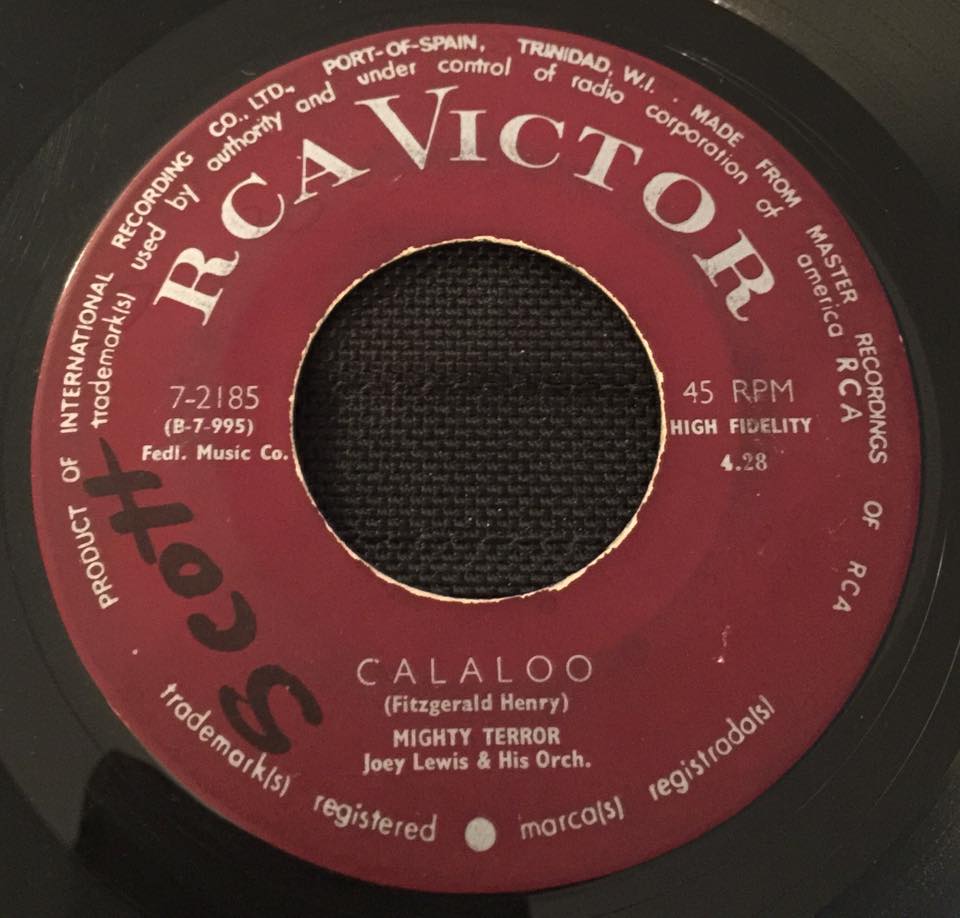 PRODUCT OF INTERNATIONAL RECORDING CO., LTD., PORT-OF-SPAIN, TRINIDAD, W.I. . MADE FROM MASTER RECORDINGS OF RCA
trademark(s) used by authority and under control of radio corporation of america RCA
RCA VICTOR
7-2185
(B-7-995)
Fedl. Music Co.
45 RPM
HIGH FIDELITY
4.28
Scott
CALALOO
(Fitzgerald Henry)
MIGHTY TERROR
Joey Lewis & His Orch.
trademark(s) registered marca(s) registrada(s)